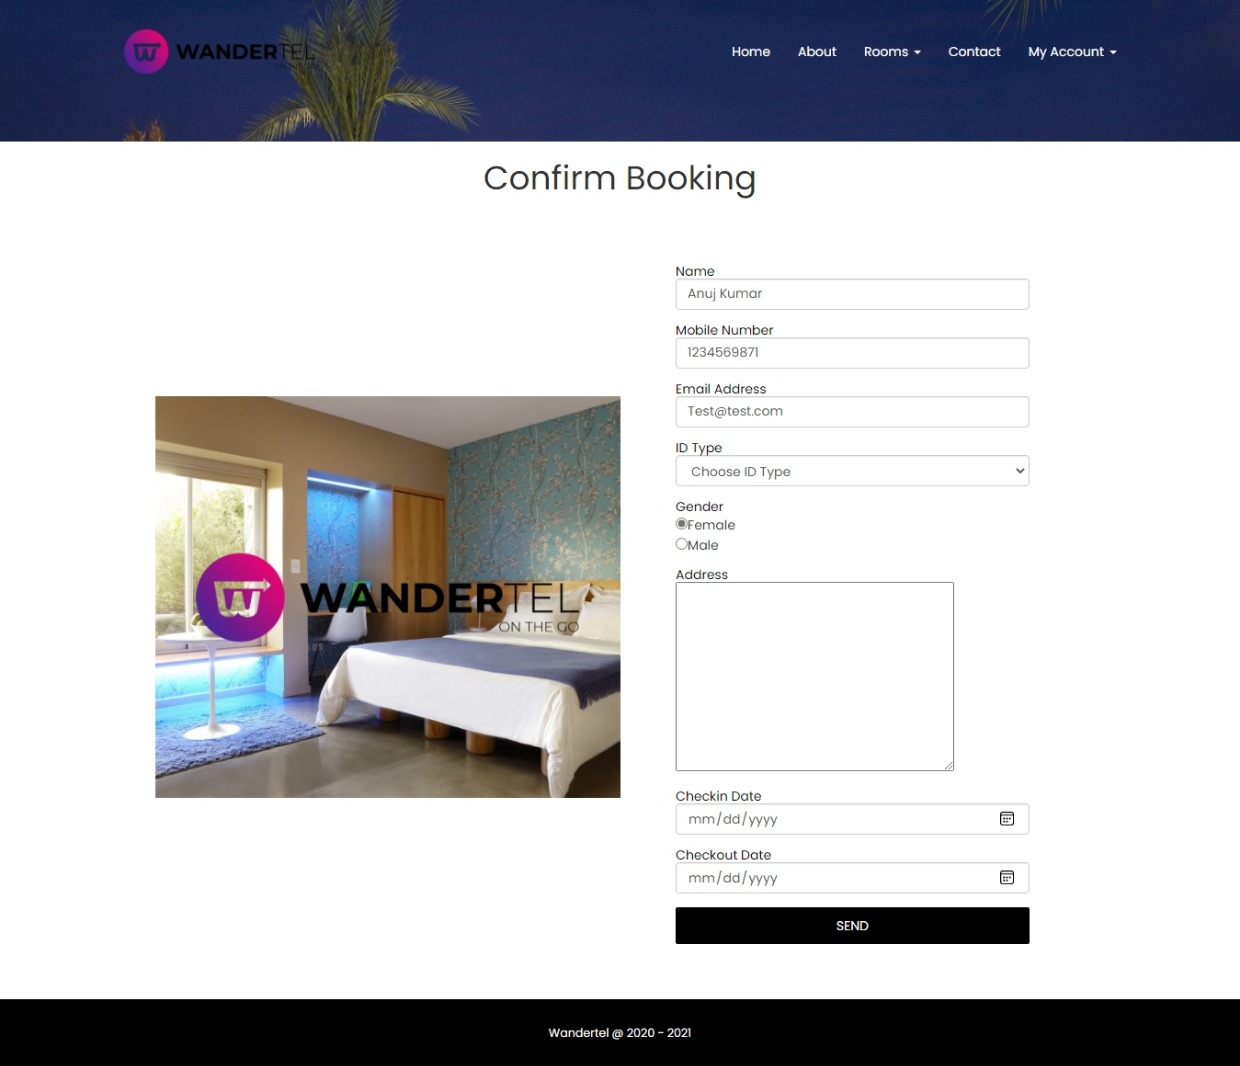 WANDERTEL
Home About Rooms Contact My Account
Confirm Booking
Name
Anuj Kumar
Mobile Number
1234569871
Email Address
Test@test.com
ID Type
Choose ID Type
Gender
Female
Male
Address
WANDERTEL
ON THE GO
Checkin Date
mm/dd/yyyy
Checkout Date
mm/dd/yyyy
SEND
Wandertel @ 2020 - 2021